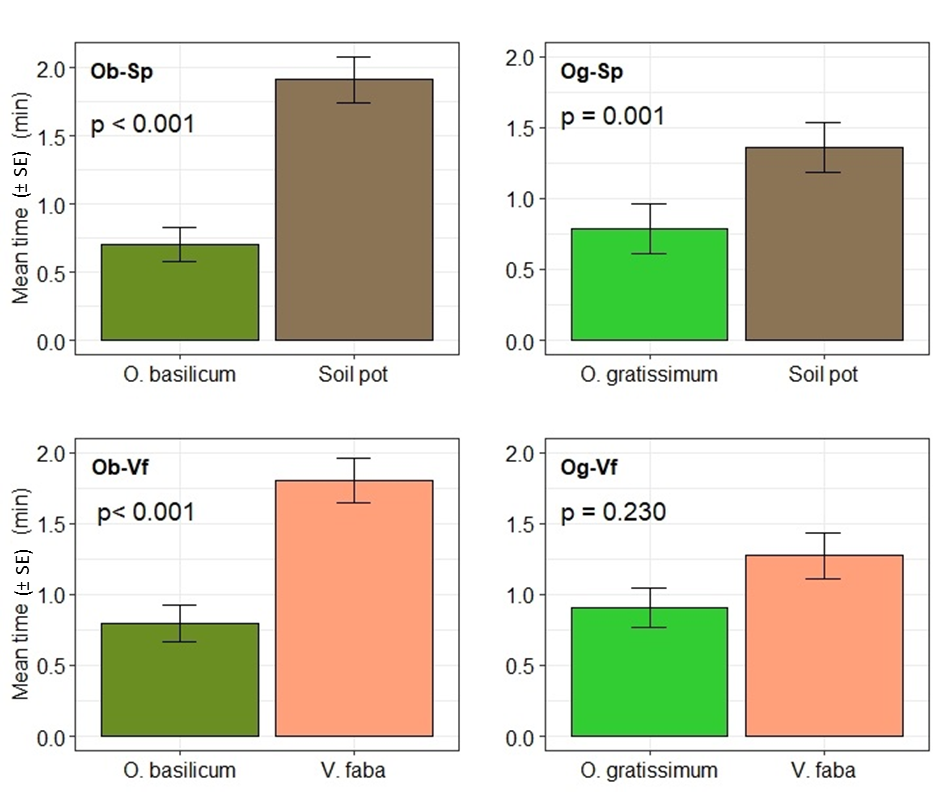 Ob-Sp
p < 0.001
Mean time (± SE) (min)
2.0
1.5
1.0
0.5
0.0
O. basilicum
Soil pot
Og-Sp
p = 0.001
2.0
1.5
1.0
0.5
0.0
O. gratissimum
Soil pot
Ob-Vf
p< 0.001
Mean time (± SE) (min)
2.0
1.5
1.0
0.5
0.0
O. basilicum
V. faba
Og-Vf
p = 0.230
2.0
1.5
1.0
0.5
0.0
O. gratissimum
V. faba